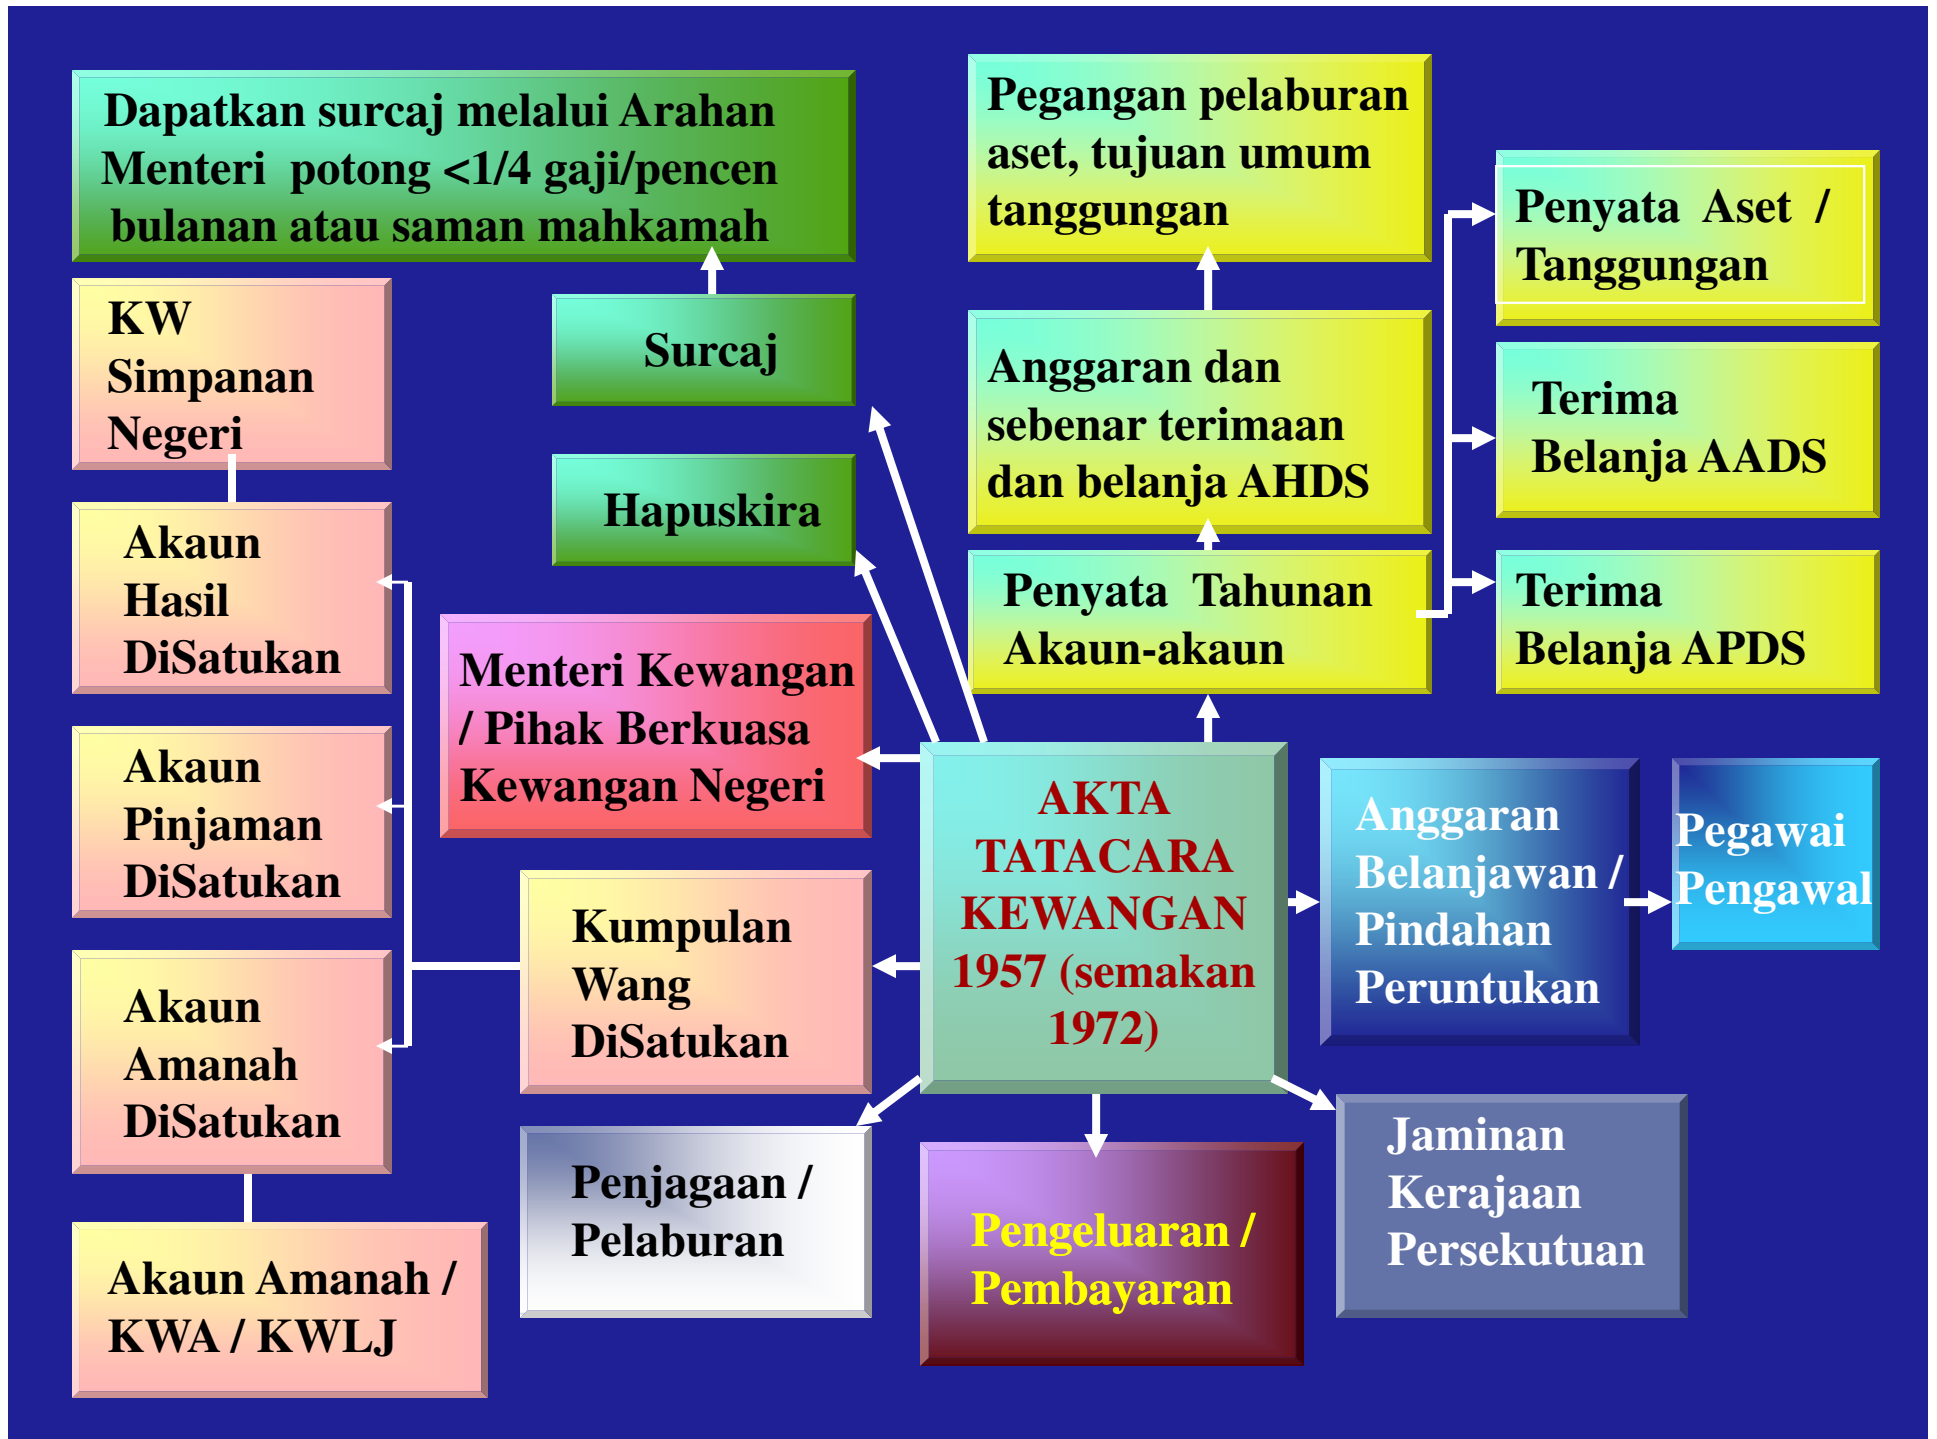 Dapatkan surcaj melalui Arahan
Menteri potong <1/4 gaji/pencen
bulanan atau saman mahkamah
Pegangan pelaburan
aset, tujuan umum
tanggungan
Penyata Aset /
Tanggungan
KW
Simpanan
Negeri
Surcaj
Anggaran dan
sebenar terimaan
dan belanja AHDS
Terima
Belanja AADS
Hapuskira
Akaun
Hasil
DiSatukan
Penyata Tahunan
Akaun-akaun
Terima
Belanja APDS
Menteri Kewangan
/ Pihak Berkuasa
Kewangan Negeri
Akaun
Pinjaman
DiSatukan
AKTA
TATACARA
KEWANGAN
1957 (semakan
1972)
Anggaran
Belanjawan /
Pindahan
Peruntukan
Pegawai
Pengawal
Kumpulan
Wang
DiSatukan
Akaun
Amanah
DiSatukan
Penjagaan /
Pelaburan
Pengeluaran /
Pembayaran
Jaminan
Kerajaan
Persekutuan
Akaun Amanah /
KWA / KWLJ